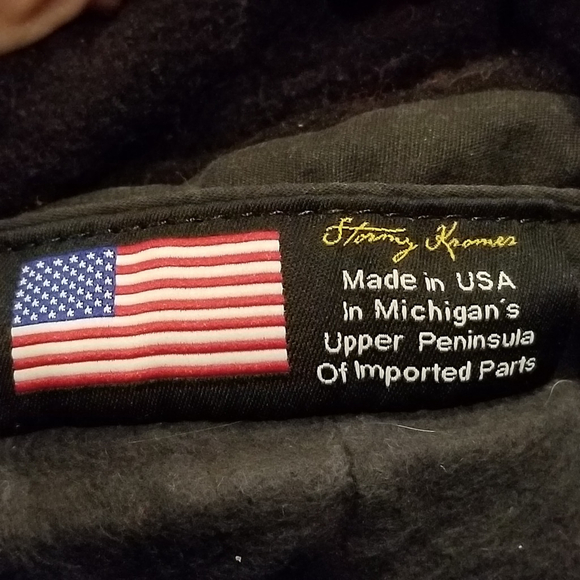 Stormy Kromer
Made in USA
In Michigan's
Upper Peninsula
Of Imported Parts